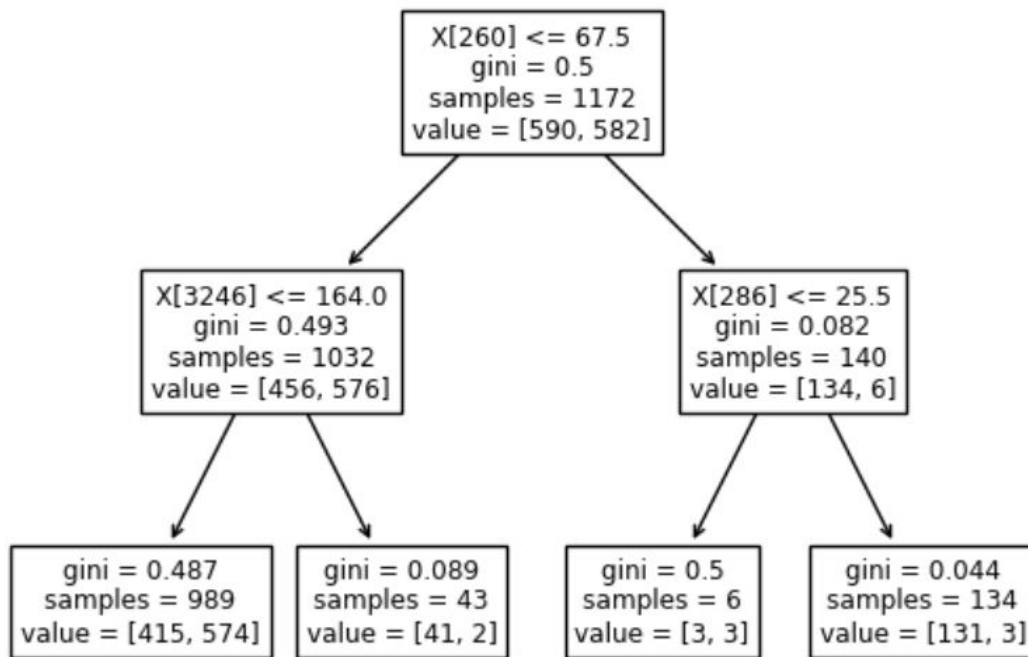 X[260] <= 67.5
gini = 0.5
samples = 1172
value = [590, 582]
X[3246] <= 164.0
gini = 0.493
samples = 1032
value = [456, 576]
X[286] <= 25.5
gini = 0.082
samples = 140
value = [134, 6]
gini = 0.487
samples = 989
value = [415, 574]
gini = 0.089
samples = 43
value = [41, 2]
gini = 0.5
samples = 6
value = [3, 3]
gini = 0.044
samples = 134
value = [131, 3]